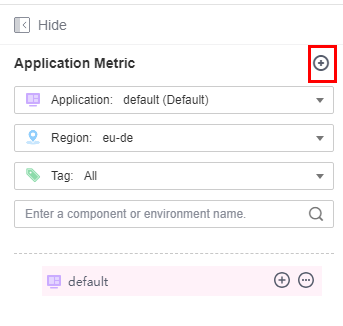 Hide
Application Metric
Application: default (Default)
Region: eu-de
Tag: All
Enter a component or environment name.
default